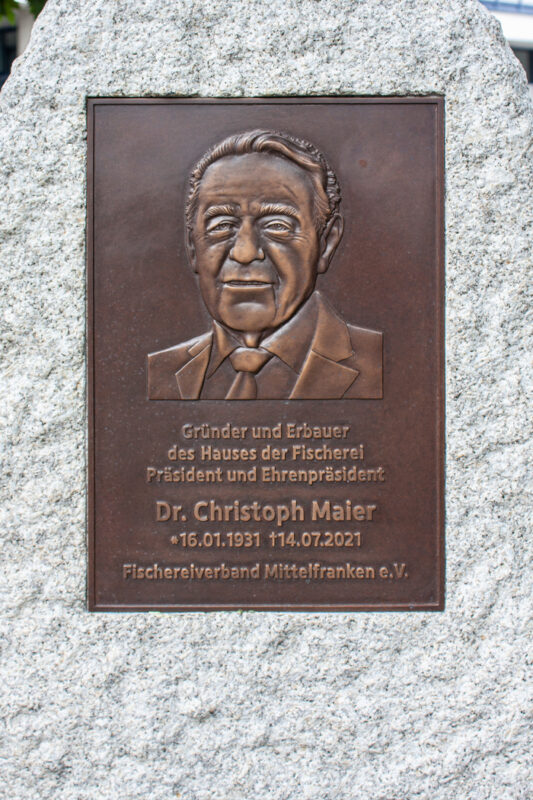 Gründer und Erbauer
des Hauses der Fischerei
Präsident und Ehrenpräsident
Dr. Christoph Maier
*16.01.1931 †14.07.2021
Fischereiverband Mittelfranken e.V.